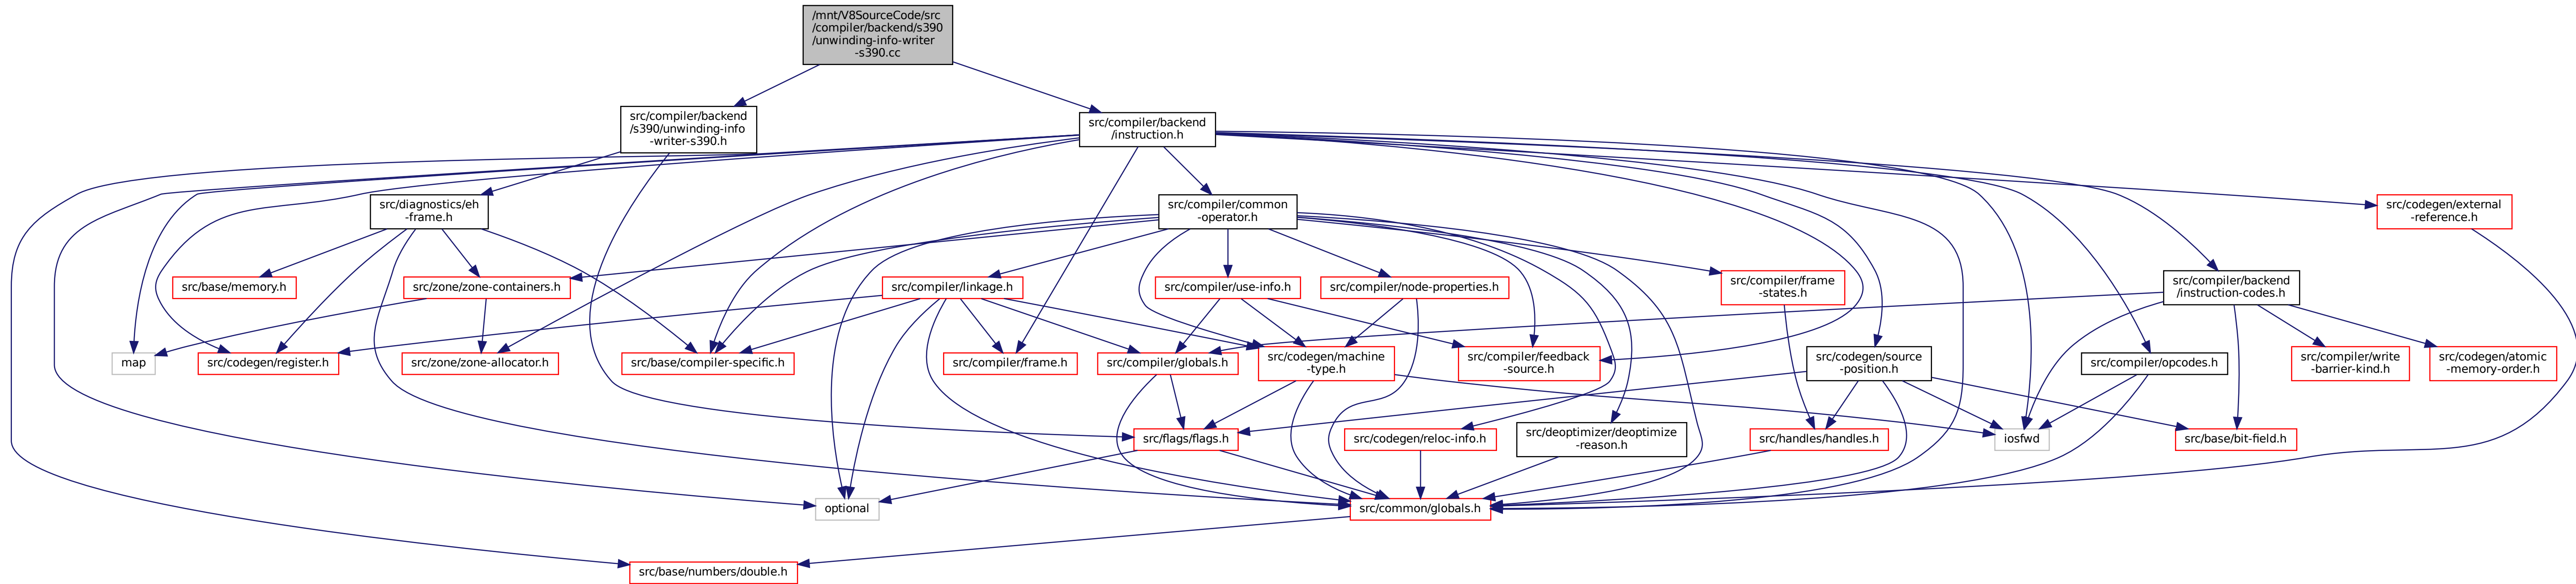 /mnt/V8SourceCode/src
/compiler/backend/s390
/unwinding-info-writer
-s390.cc
src/compiler/backend
/s390/unwinding-info
-writer-s390.h
src/compiler/backend
/instruction.h
src/diagnostics/eh
-frame.h
src/compiler/common
-operator.h
src/codegen/external
-reference.h
src/base/memory.h
src/zone/zone-containers.h
src/compiler/linkage.h
src/compiler/use-info.h
src/compiler/node-properties.h
src/compiler/frame
-states.h
src/compiler/backend
/instruction-codes.h
map
src/codegen/register.h
src/zone/zone-allocator.h
src/base/compiler-specific.h
src/compiler/frame.h
src/compiler/globals.h
src/codegen/machine
-type.h
src/compiler/feedback
-source.h
src/codegen/source
-position.h
src/compiler/opcodes.h
src/compiler/write
-barrier-kind.h
src/codegen/atomic
-memory-order.h
src/flags/flags.h
src/codegen/reloc-info.h
src/deoptimizer/deoptimize
-reason.h
src/handles/handles.h
iosfwd
src/base/bit-field.h
optional
src/common/globals.h
src/base/numbers/double.h